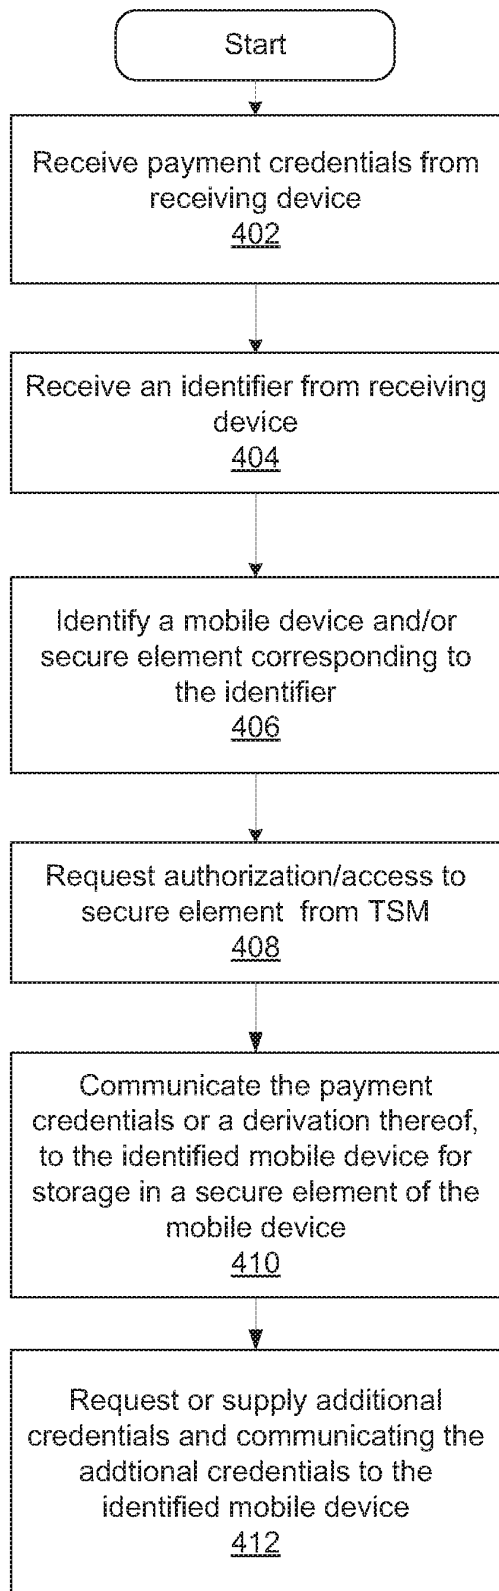 Start
Receive payment credentials from
receiving device
402
Receive an identifier from receiving
device
404
Identify a mobile device and/or
secure element corresponding to
the identifier
406
Request authorization/access to
secure element from TSM
408
Communicate the payment
credentials or a derivation thereof,
to the identified mobile device for
storage in a secure element of the
mobile device
410
Request or supply additional
credentials and communicating the
addtional credentials to the
identified mobile device
412